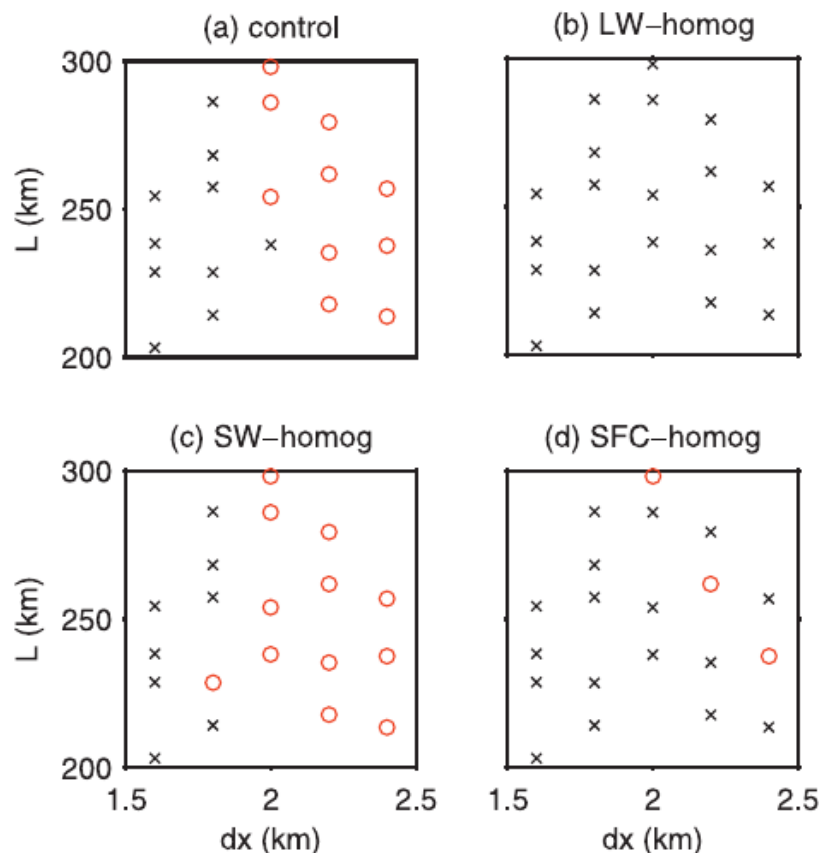 (a) control
(b) LW–homog
300
250
200
L (km)
(c) SW–homog
(d) SFC–homog
300
250
200
L (km)
1.5 2 2.5
1.5 2 2.5
dx (km)
dx (km)